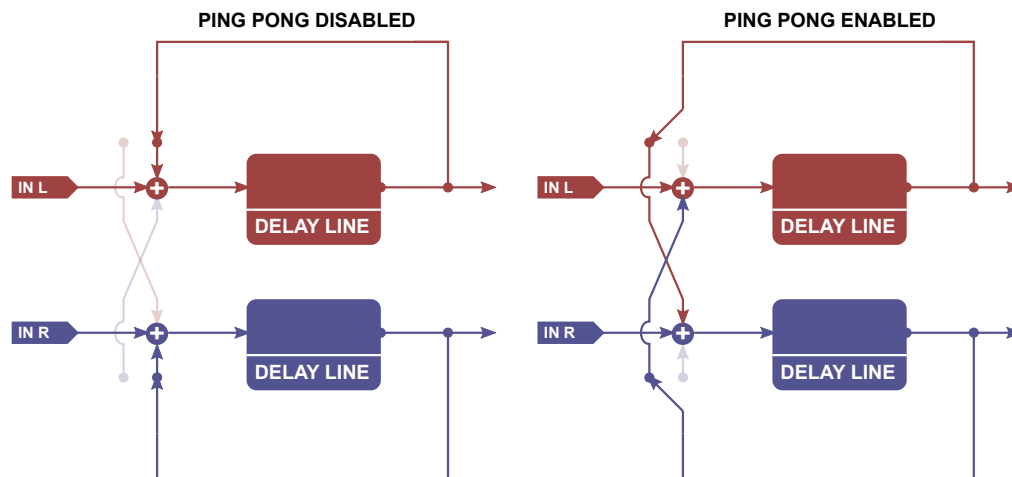 PING PONG DISABLED
PING PONG ENABLED
IN L
DELAY LINE
IN L
DELAY LINE
IN R
DELAY LINE
IN R
DELAY LINE